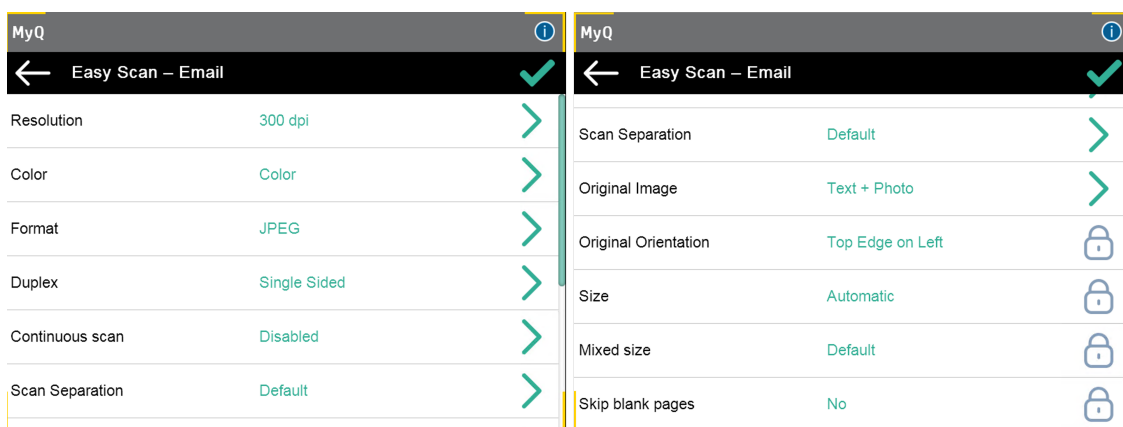 MyQ
Easy Scan – Email
Resolution 300 dpi
Color Color
Format JPEG
Duplex Single Sided
Continuous scan Disabled
Scan Separation Default
MyQ
Easy Scan – Email
Scan Separation Default
Original Image Text + Photo
Original Orientation Top Edge on Left
Size Automatic
Mixed size Default
Skip blank pages No